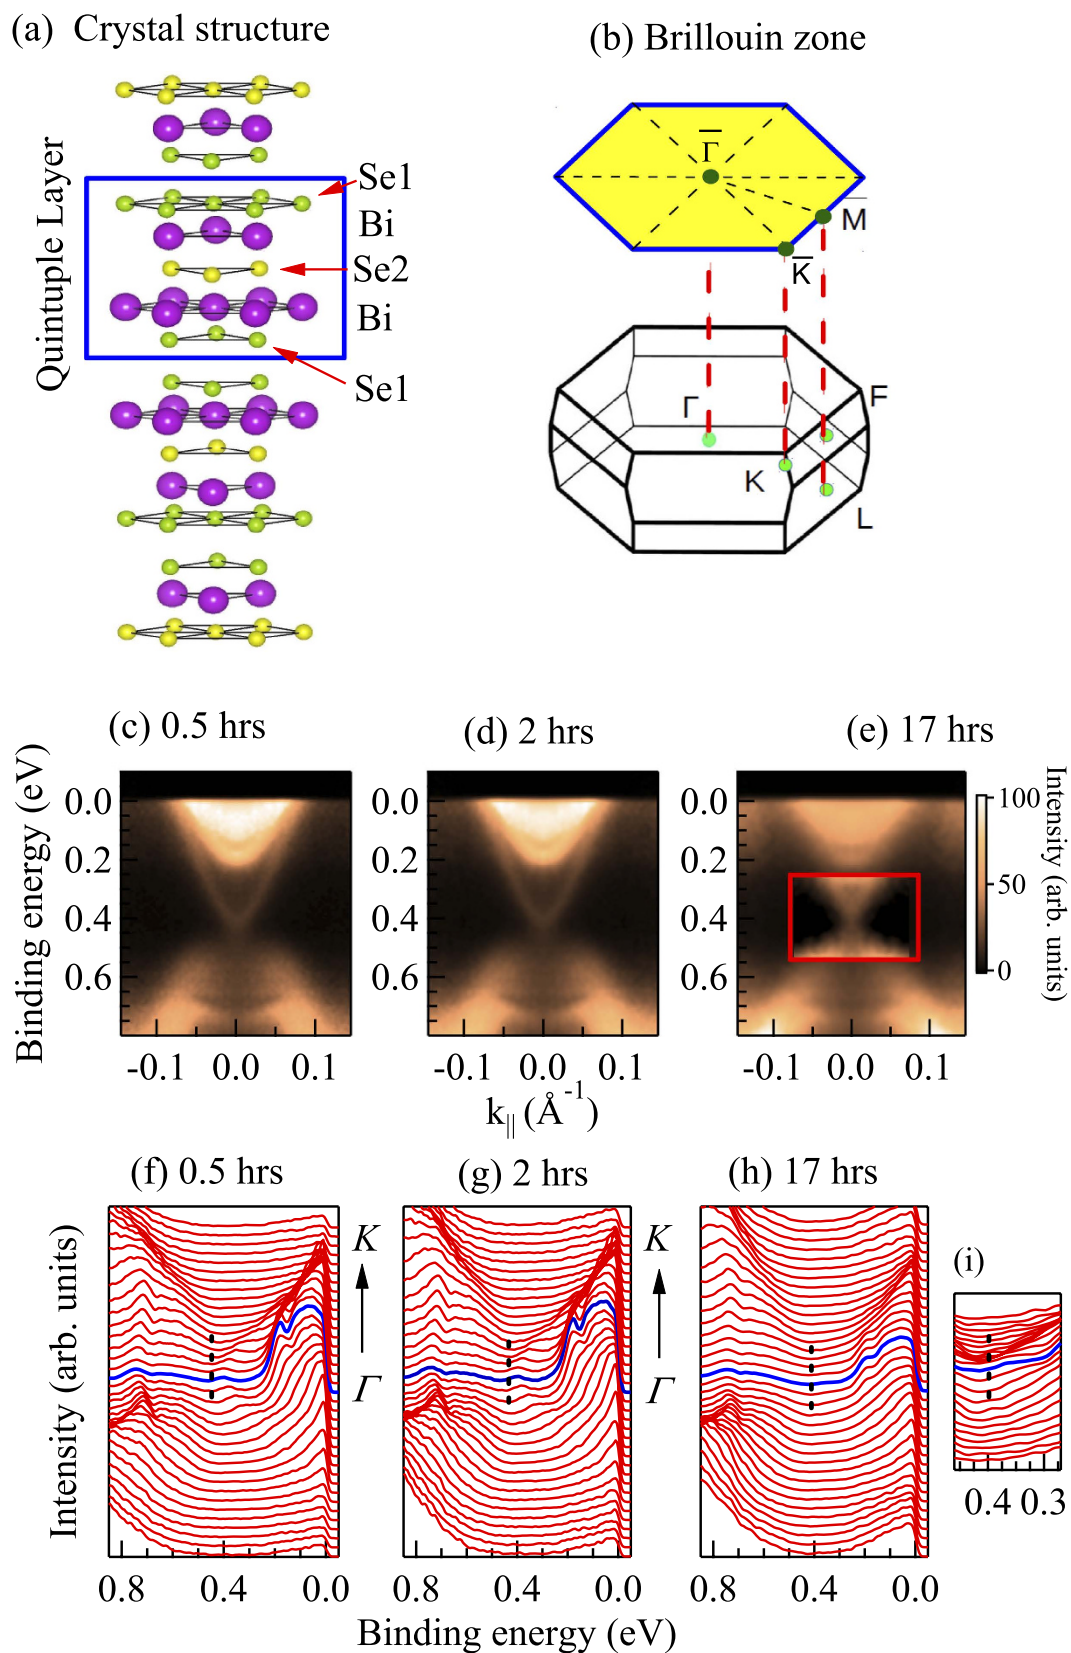 (a) Crystal structure
(b) Brillouin zone
Quintuple Layer
Se1
Bi
Se2
Bi
Se1
Γ̅
M̅
K̅
Γ
F
K
L
(c) 0.5 hrs
(d) 2 hrs
(e) 17 hrs
Binding energy (eV)
0.0
0.2
0.4
0.6
0.0
0.2
0.4
0.6
0.0
0.2
0.4
0.6
100
50
0
Intensity (arb. units)
-0.1 0.0 0.1
-0.1 0.0 0.1
-0.1 0.0 0.1
k|| (Å-1)
(f) 0.5 hrs
(g) 2 hrs
(h) 17 hrs
(i)
Intensity (arb. units)
K
Γ
K
Γ
0.4 0.3
0.8 0.4 0.0
0.8 0.4 0.0
0.8 0.4 0.0
Binding energy (eV)